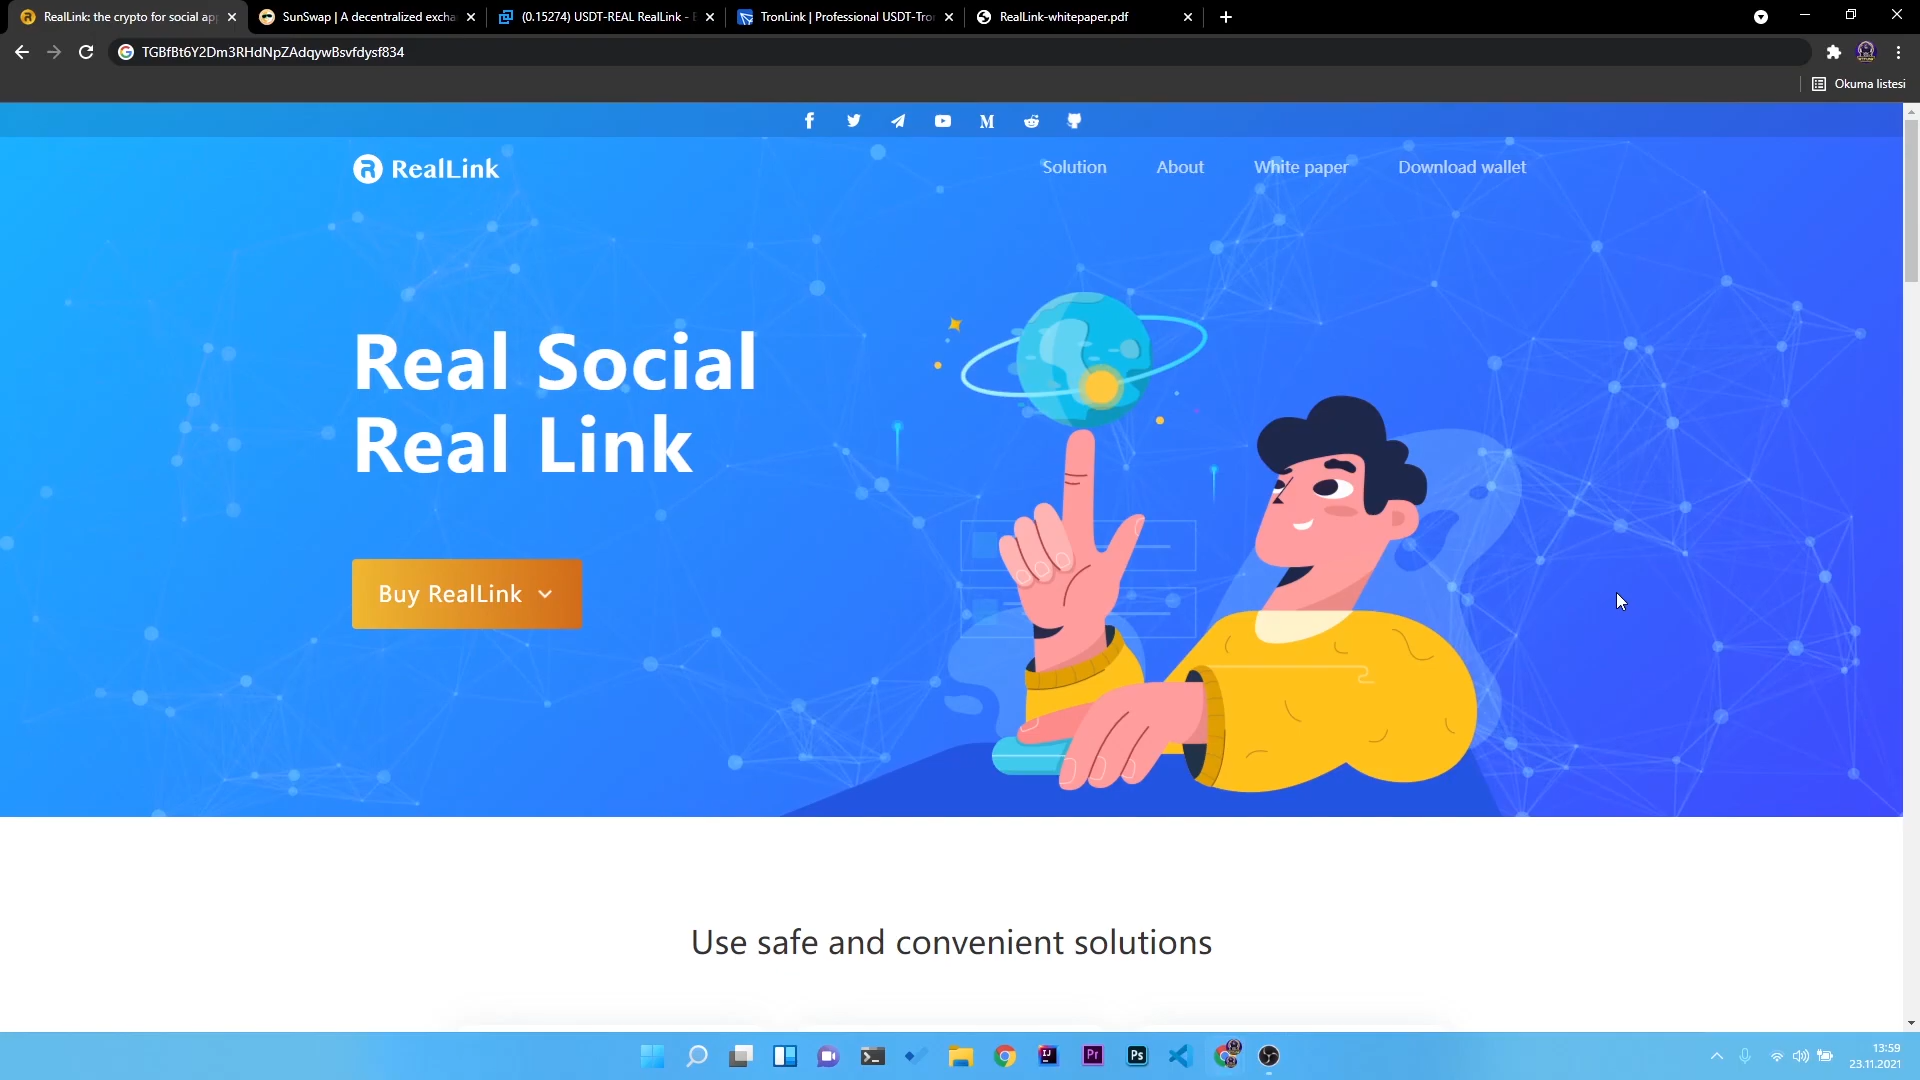 RealLink: the crypto for social app
SunSwap | A decentralized excha
(0.15274) USDT-REAL RealLink -
TronLink | Professional USDT-Tron
RealLink-whitepaper.pdf
TGBfBt6Y2Dm3RHdNpZAdqywBsvfdysf834
Okuma listesi
RealLink
Solution
About
White paper
Download wallet
Real Social
Real Link
Buy RealLink
Use safe and convenient solutions
13:59
23.11.2021